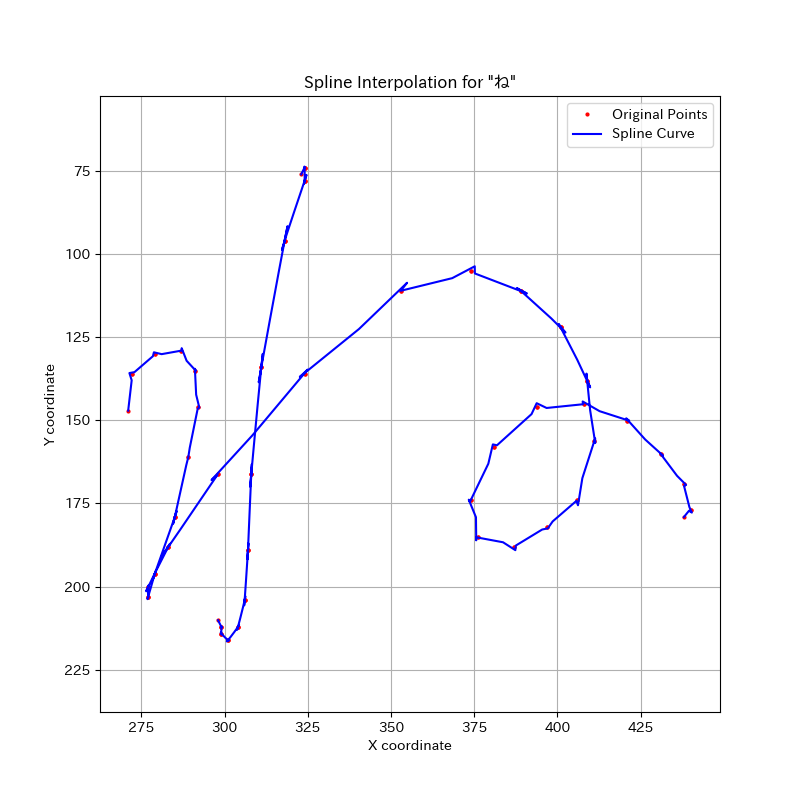 Spline Interpolation for "ね"
Original Points
Spline Curve
Y coordinate
75
100
125
150
175
200
225
275 300 325 350 375 400 425
X coordinate